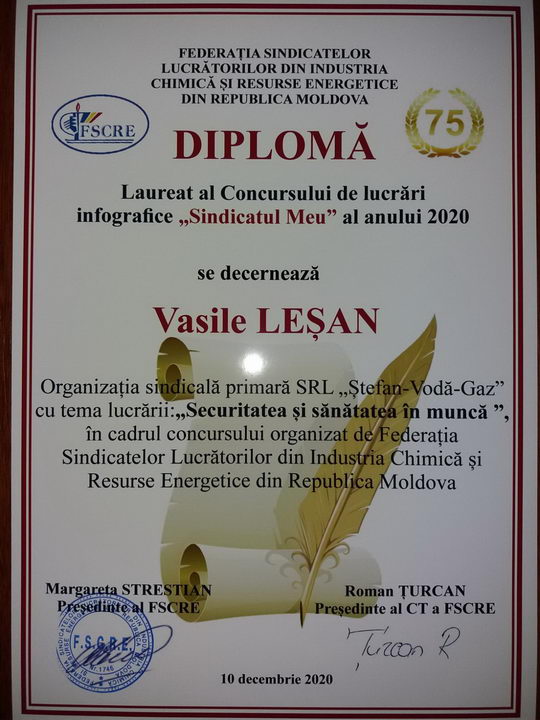 FEDERAȚIA SINDICATELOR
LUCRĂTORILOR DIN INDUSTRIA
CHIMICĂ ȘI RESURSE ENERGETICE
DIN REPUBLICA MOLDOVA
FSCRE
75
DIPLOMĂ
Laureat al Concursului de lucrări
infografice „Sindicatul Meu” al anului 2020
se decernează
Vasile LEȘAN
Organizația sindicală primară SRL „Ștefan-Vodă-Gaz”
cu tema lucrării:„Securitatea și sănătatea în muncă ”,
în cadrul concursului organizat de Federația
Sindicatelor Lucrătorilor din Industria Chimică și
Resurse Energetice din Republica Moldova
Margareta STRESTIAN
Președinte al FSCRE
Roman ȚURCAN
Președinte al CT a FSCRE
F.S.G.R.E.
Țurcan R
10 decembrie 2020